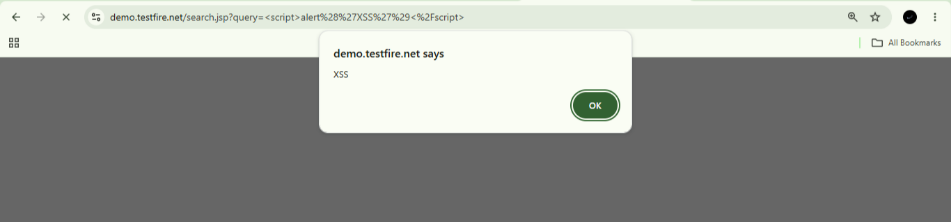 demo.testfire.net/search.jsp?query=<script>alert%28%27XSS%27%29<%2Fscript>
All Bookmarks
demo.testfire.net says
XSS
OK